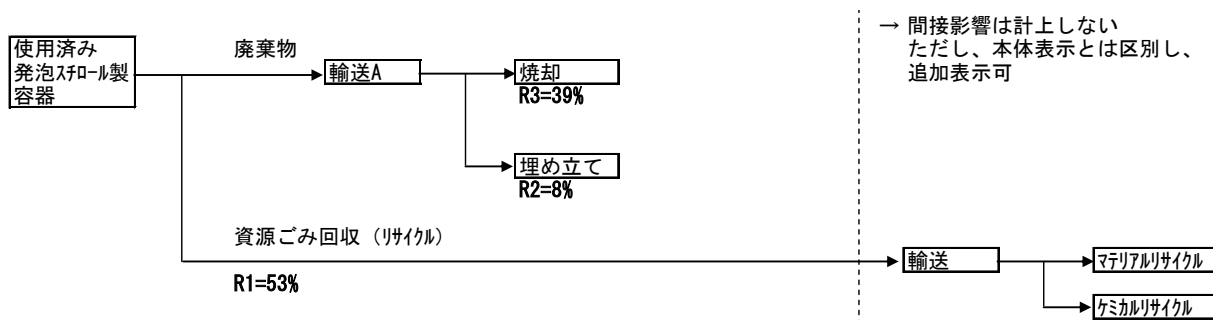 使用済み
発泡ｽﾁﾛｰﾙ製
容器
廃棄物
輸送A
焼却
R3=39%
埋め立て
R2=8%
資源ごみ回収（ﾘｻｲｸﾙ）
R1=53%
→ 間接影響は計上しない
ただし、本体表示とは区別し、
追加表示可
輸送
ﾏﾃﾘｱﾙﾘｻｲｸﾙ
ｹﾐｶﾙﾘｻｲｸﾙ